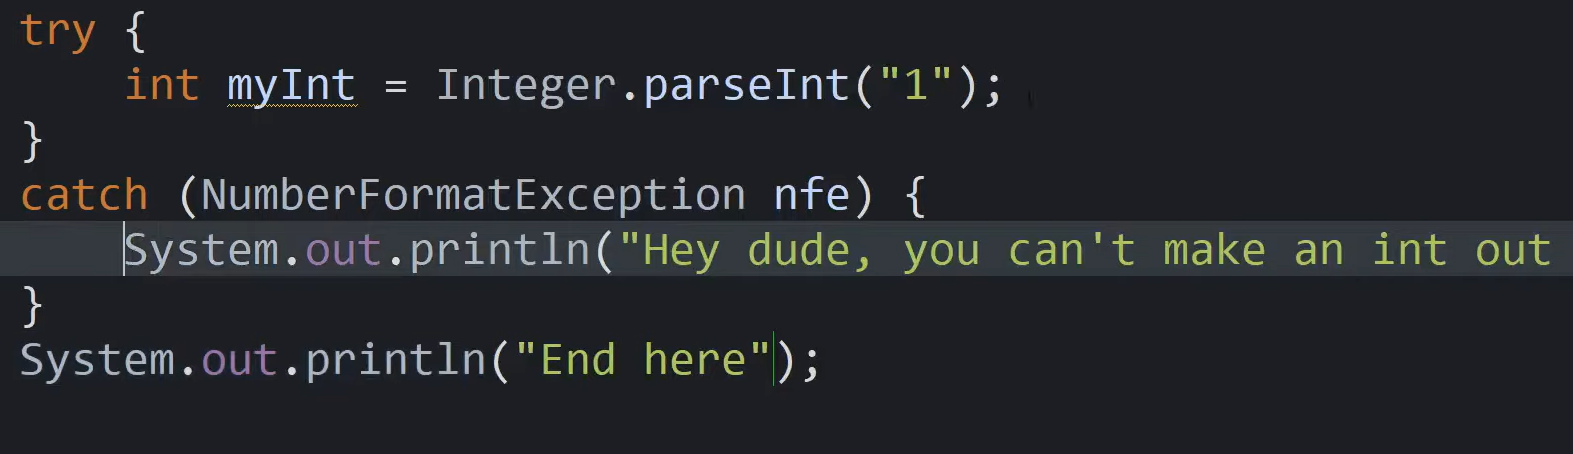 try {
    int myInt = Integer.parseInt("1");
}
catch (NumberFormatException nfe) {
    System.out.println("Hey dude, you can't make an int out
}
System.out.println("End here");